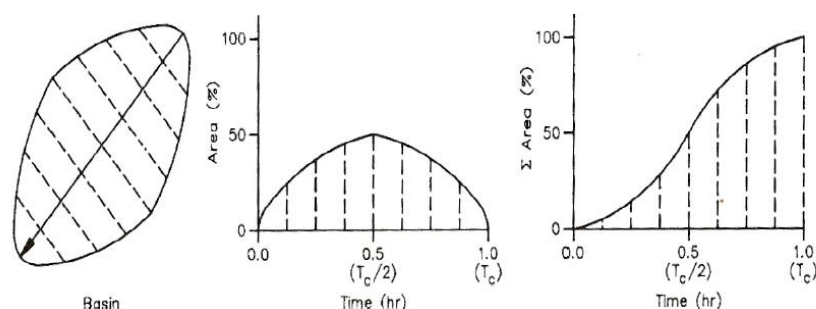 Basin
Area (%)
100
50
0
0.0
0.5
1.0
(Tc/2)
(Tc)
Time (hr)
Σ Area (%)
100
50
0
0.0
0.5
1.0
(Tc/2)
(Tc)
Time (hr)